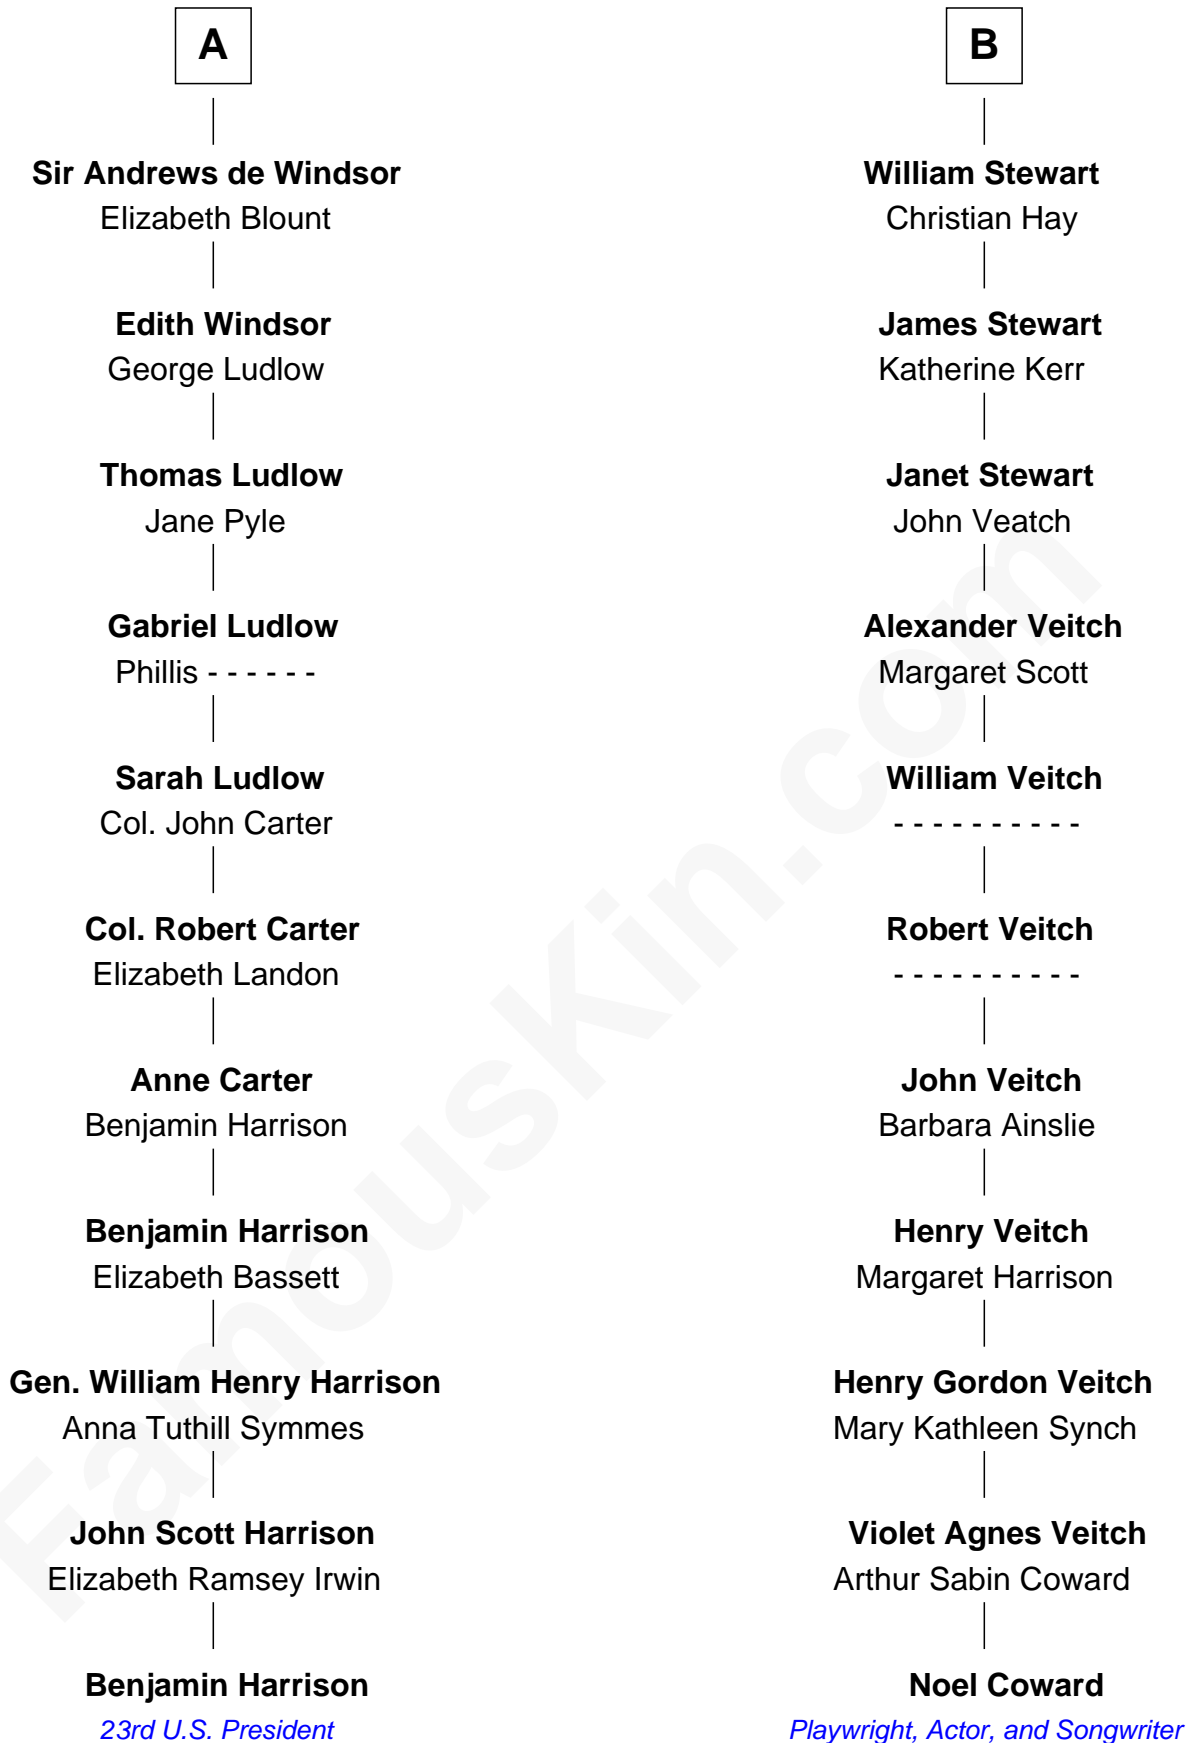 A
Sir Andrews de Windsor
Elizabeth Blount
Edith Windsor
George Ludlow
Thomas Ludlow
Jane Pyle
Gabriel Ludlow
Phillis - - - - - -
Sarah Ludlow
Col. John Carter
Col. Robert Carter
Elizabeth Landon
Anne Carter
Benjamin Harrison
Benjamin Harrison
Elizabeth Bassett
Gen. William Henry Harrison
Anna Tuthill Symmes
John Scott Harrison
Elizabeth Ramsey Irwin
Benjamin Harrison
23rd U.S. President
B
William Stewart
Christian Hay
James Stewart
Katherine Kerr
Janet Stewart
John Veatch
Alexander Veitch
Margaret Scott
William Veitch
- - - - - - - - - -
Robert Veitch
- - - - - - - - - -
John Veitch
Barbara Ainslie
Henry Veitch
Margaret Harrison
Henry Gordon Veitch
Mary Kathleen Synch
Violet Agnes Veitch
Arthur Sabin Coward
Noel Coward
Playwright, Actor, and Songwriter
FamousKin.com